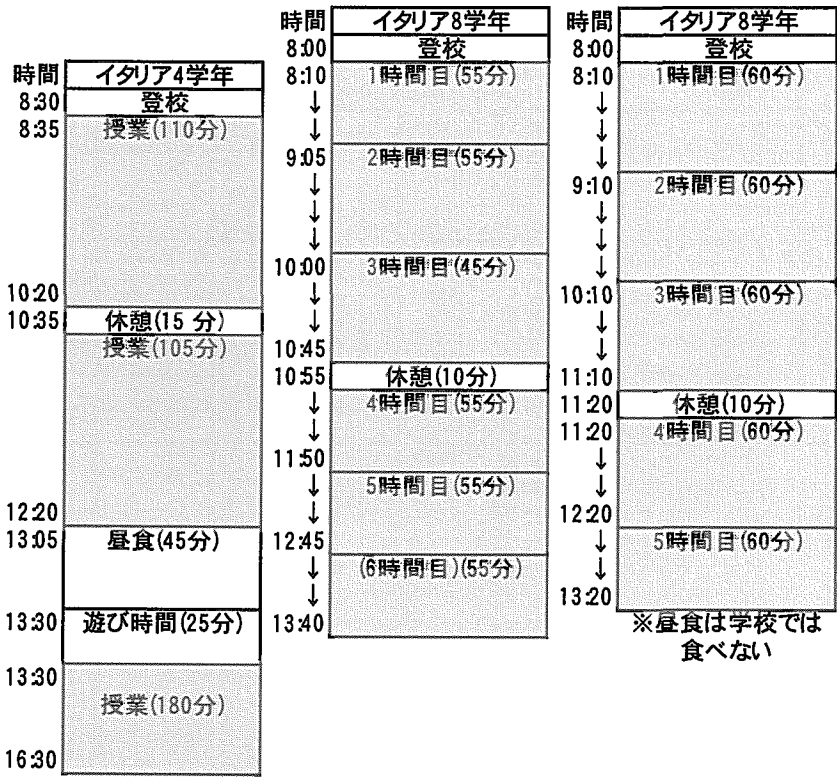 時間 イタリア4学年
8:30 登校
8:35 授業(110分)
10:20
10:35 休憩(15 分)
授業(105分)
12:20
13:05 昼食(45分)
13:30 遊び時間(25分)
13:30
授業(180分)
16:30
時間 イタリア8学年
8:00 登校
8:10 1時間目(55分)
↓
↓
9:05 2時間目(55分)
↓
↓
↓
10:00 3時間目(45分)
↓
↓
10:45
10:55 休憩(10分)
↓ 4時間目(55分)
↓
11:50
↓ 5時間目(55分)
↓
12:45
↓ (6時間目)(55分)
↓
13:40
時間 イタリア8学年
8:00 登校
8:10 1時間目(60分)
↓
↓
↓
9:10 2時間目(60分)
↓
↓
↓
10:10 3時間目(60分)
↓
↓
11:10
11:20 休憩(10分)
11:20 4時間目(60分)
↓
↓
12:20
↓ 5時間目(60分)
↓
13:20
※昼食は学校では
食べない